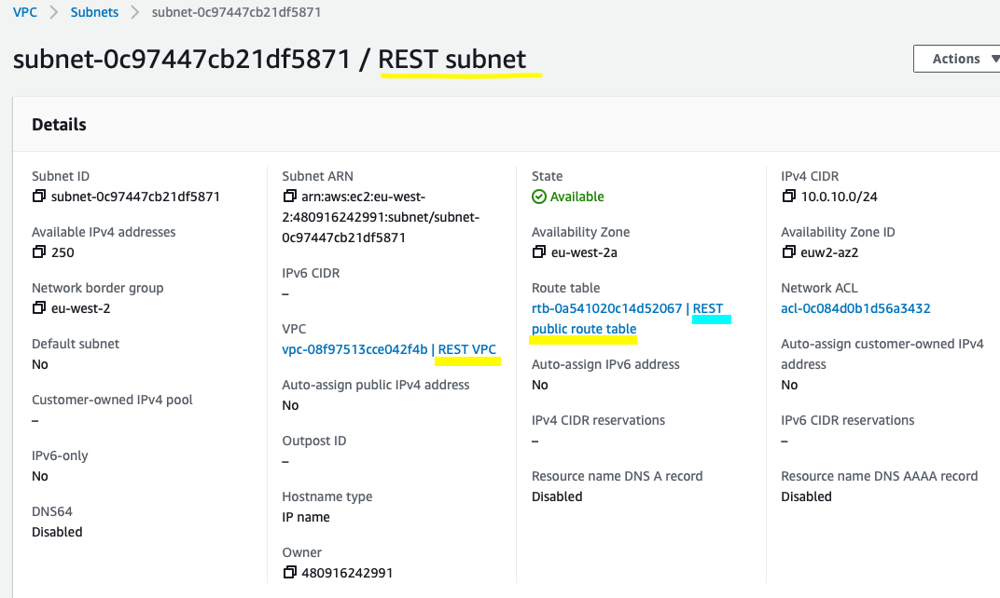 VPC > Subnets > subnet-0c97447cb21df5871
subnet-0c97447cb21df5871 / REST subnet
Actions
Details
Subnet ID
subnet-0c97447cb21df5871
Available IPv4 addresses
250
Network border group
eu-west-2
Default subnet
No
Customer-owned IPv4 pool
–
IPv6-only
No
DNS64
Disabled
Subnet ARN
arn:aws:ec2:eu-west-
2:480916242991:subnet/subnet-
0c97447cb21df5871
IPv6 CIDR
–
VPC
vpc-08f97513cce042f4b | REST VPC
Auto-assign public IPv4 address
No
Outpost ID
–
Hostname type
IP name
Owner
480916242991
State
Available
Availability Zone
eu-west-2a
Route table
rtb-0a541020c14d52067 | REST
public route table
Auto-assign IPv6 address
No
IPv4 CIDR reservations
–
Resource name DNS A record
Disabled
IPv4 CIDR
10.0.10.0/24
Availability Zone ID
euw2-az2
Network ACL
acl-0c084d0b1d56a3432
Auto-assign customer-owned IPv4
address
No
IPv6 CIDR reservations
–
Resource name DNS AAAA record
Disabled